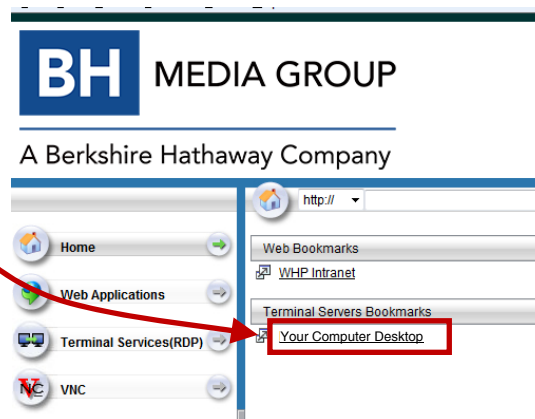 BH MEDIA GROUP
A Berkshire Hathaway Company
http://
Home
Web Applications
Terminal Services(RDP)
VNC
VNC
Web Bookmarks
WHP Intranet
Terminal Servers Bookmarks
Your Computer Desktop